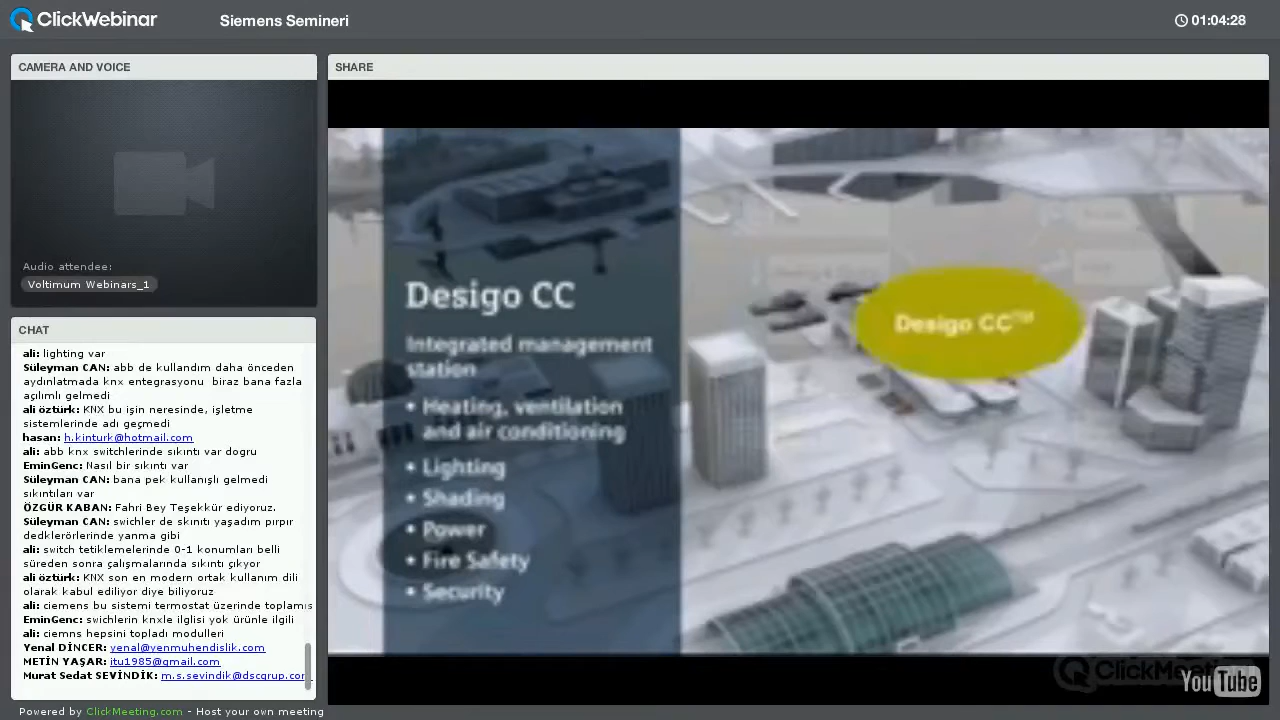 ClickWebinar
Siemens Semineri
01:04:28
CAMERA AND VOICE
SHARE
Audio attendee:
Voltimum Webinars_1
CHAT
ali: lighting var
Süleyman CAN: abb de kullandım daha önceden
aydınlatmada knx entegrasyonu biraz bana fazla
açılımlı gelmedi
ali öztürk: KNX bu işin neresinde, işletme
sistemlerinde adı geçmedi
hasan: h.kinturk@hotmail.com
ali: abb knx switchlerinde sıkıntı var dogru
EminGenc: Nasıl bir sıkıntı var
Süleyman CAN: bana pek kullanışlı gelmedi
sıkıntıları var
ÖZGÜR KABAN: Fahri Bey Teşekkür ediyoruz.
Süleyman CAN: swichler de skınıtı yaşadım pırpır
dedklerörlerinde yanma gibi
ali: switch tetiklemelerinde 0-1 konumları belli
süreden sonra çalışmalarında sıkıntı çıkıyor
ali öztürk: KNX son en modern ortak kullanım dili
olarak kabul ediliyor diye biliyoruz
ali: ciemens bu sistemi termostat üzerinde toplamıs
EminGenc: swichlerin knxle ilglisi yok ürünle ilgili
ali: ciemns hepsini topladı modulleri
Yenal DİNCER: yenal@yenmuhendislik.com
METİN YAŞAR: itu1985@gmail.com
Murat Sedat SEVİNDİK: m.s.sevindik@dscgrup.con
Desigo CC
Integrated management
station
• Heating, ventilation
and air conditioning
• Lighting
• Shading
• Power
• Fire Safety
• Security
Desigo CC™
ClickMeeting
YouTube
Powered by ClickMeeting.com - Host your own meeting